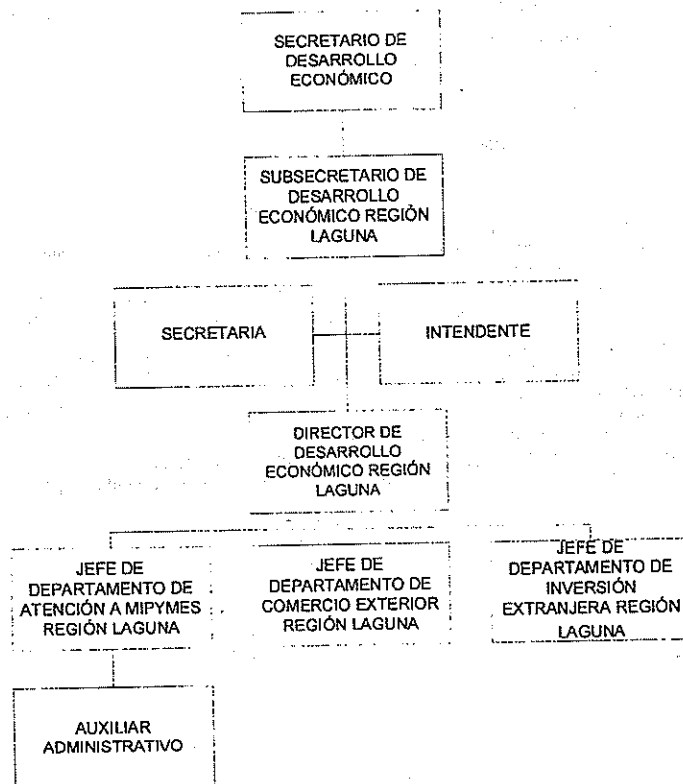 SECRETARIO DE
DESARROLLO
ECONÓMICO
SUBSECRETARIO DE
DESARROLLO
ECONÓMICO REGIÓN
LAGUNA
SECRETARIA
INTENDENTE
DIRECTOR DE
DESARROLLO
ECONÓMICO REGIÓN
LAGUNA
JEFE DE
DEPARTAMENTO DE
ATENCIÓN A MIPYMES
REGIÓN LAGUNA
JEFE DE
DEPARTAMENTO DE
COMERCIO EXTERIOR
REGIÓN LAGUNA
JEFE DE
DEPARTAMENTO DE
INVERSIÓN
EXTRANJERA REGIÓN
LAGUNA
AUXILIAR
ADMINISTRATIVO